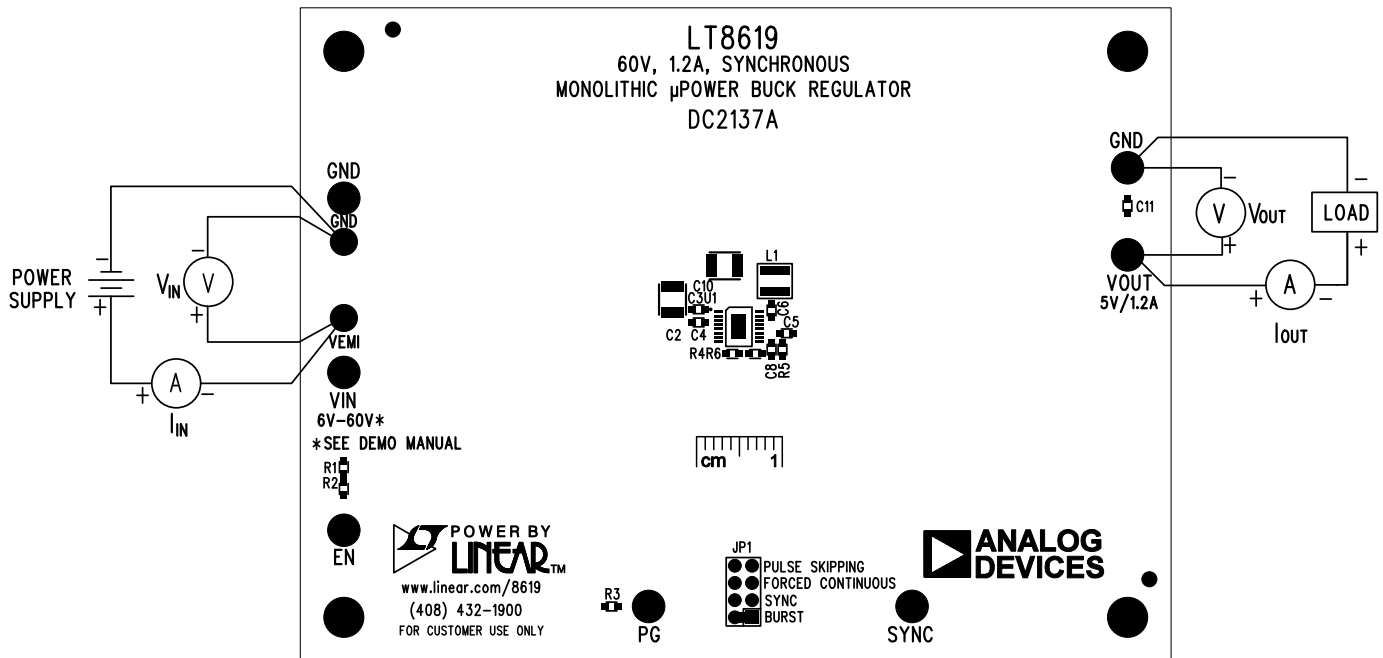 LT8619
60V, 1.2A, SYNCHRONOUS
MONOLITHIC µPOWER BUCK REGULATOR
DC2137A
GND
GND
POWER
SUPPLY
-
+
VIN
-
V
+
VEMI
+
A
-
IIN
VIN
6V-60V*
*SEE DEMO MANUAL
R1
R2
EN
GND
C11
VOUT
5V/1.2A
-
V
+
VOUT
-
LOAD
+
+
A
-
IOUT
L1
C10
C3U1
C6
C2
C4
C5
R4R6
C8
R5
cm 1
POWER BY
LINEAR™
www.linear.com/8619
(408) 432-1900
FOR CUSTOMER USE ONLY
R3
PG
JP1
PULSE SKIPPING
FORCED CONTINUOUS
SYNC
BURST
SYNC
ANALOG
DEVICES